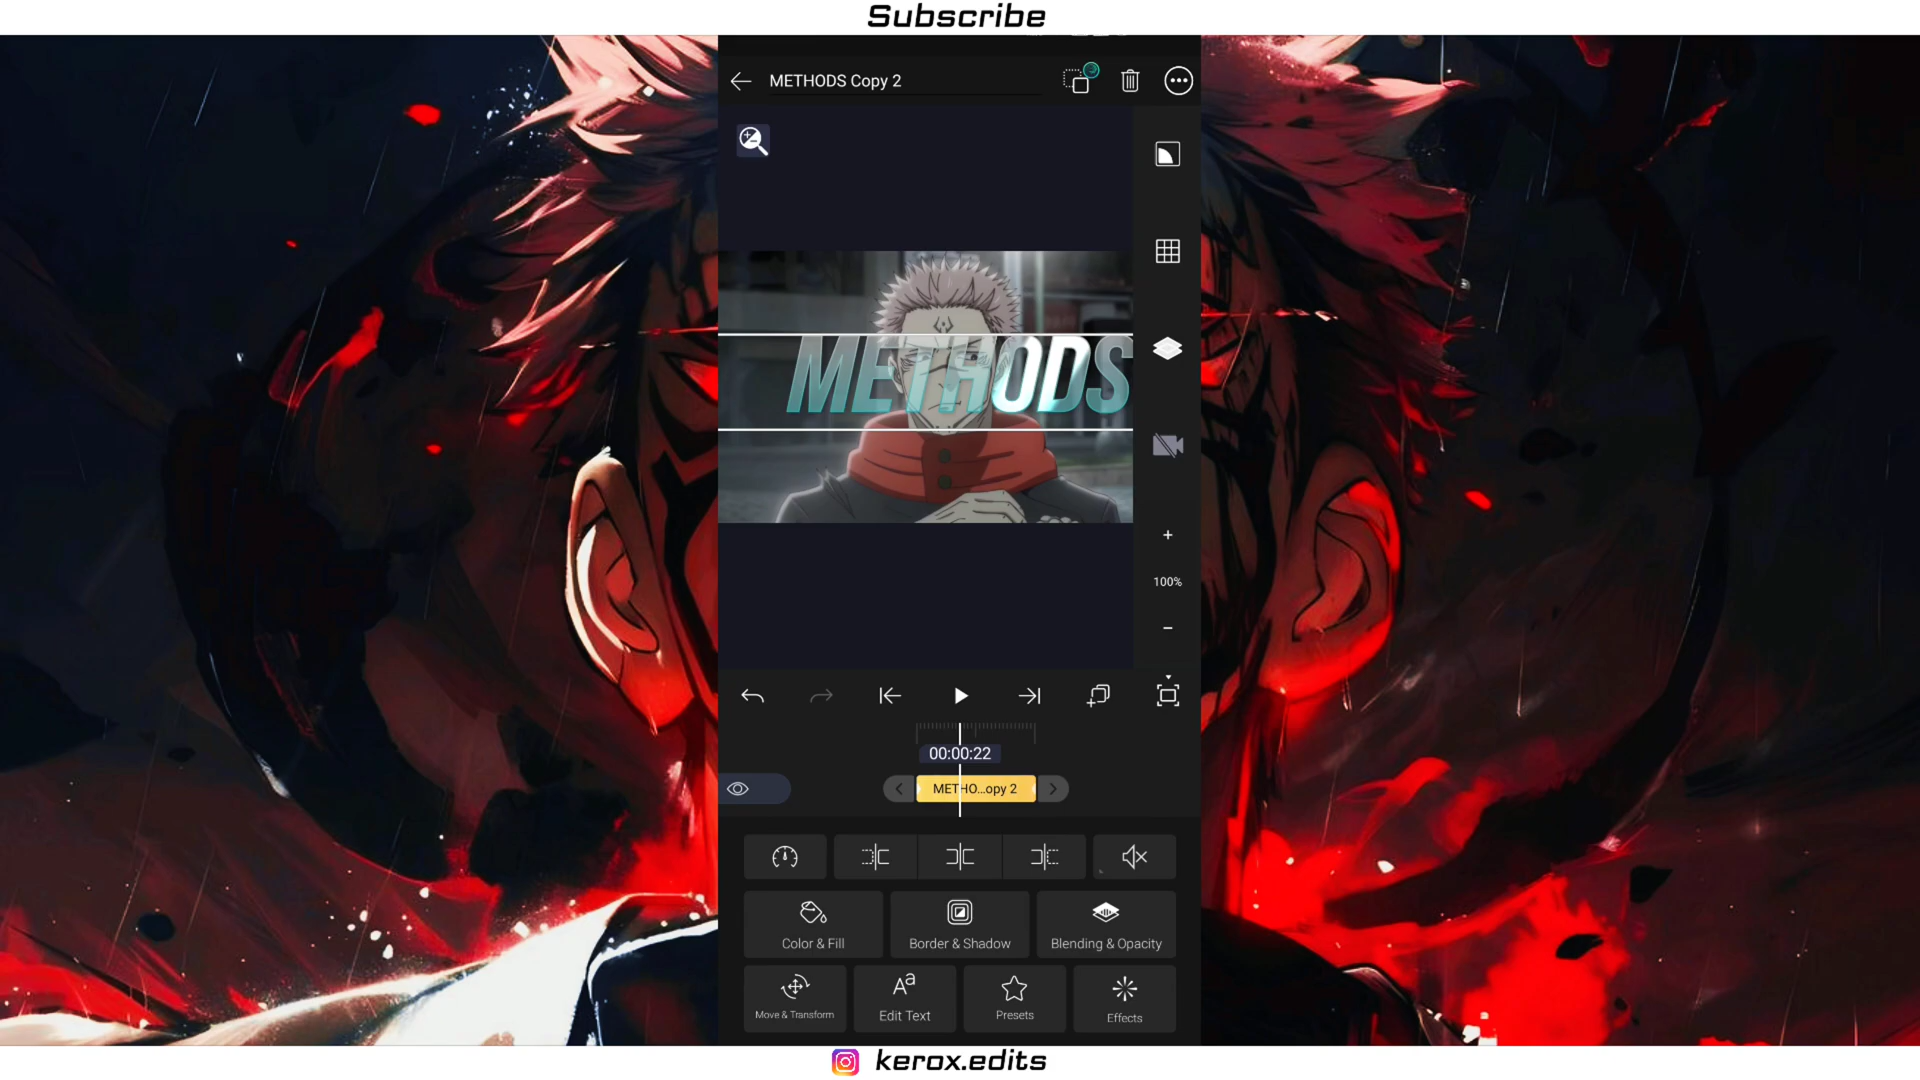 Subscribe
METHODS Copy 2
METHODS
100%
00:00:22
METHO...opy 2
Color & Fill
Border & Shadow
Blending & Opacity
Move & Transform
Edit Text
Presets
Effects
kerox.edits